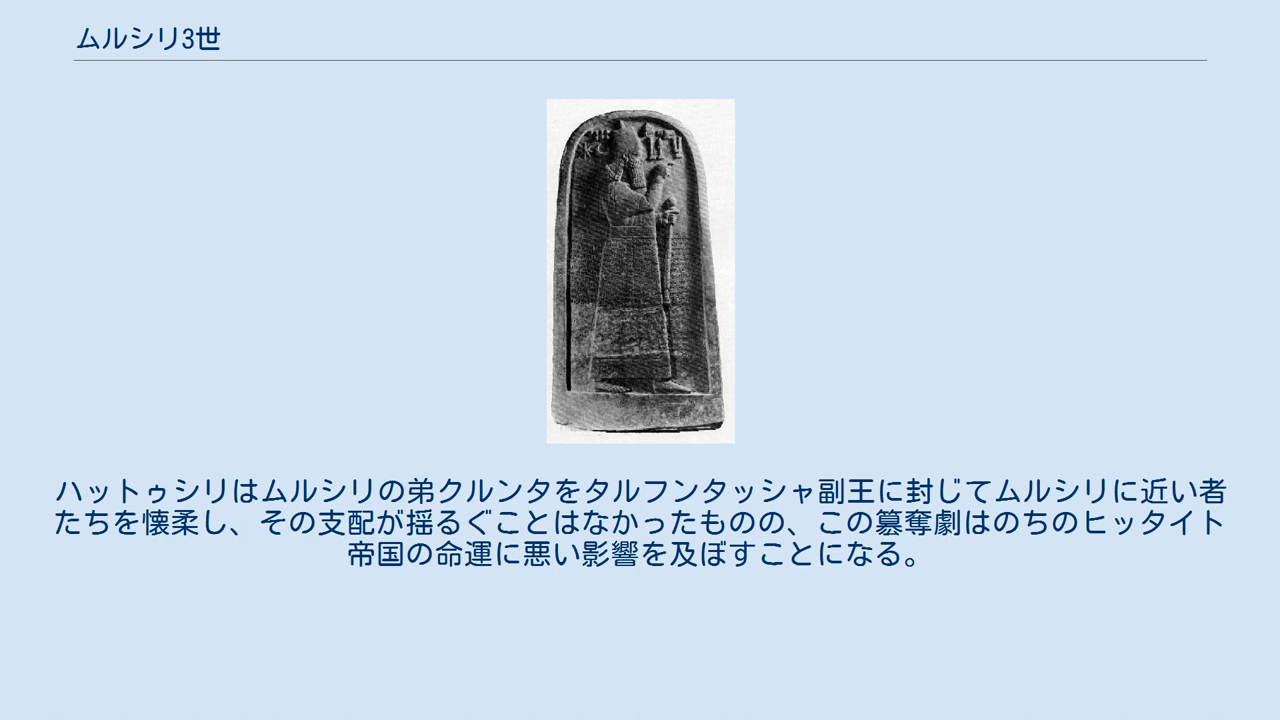 ムルシリ3世
ハットゥシリはムルシリの弟クルンタをタルフンタッシャ副王に封じてムルシリに近い者
たちを懐柔し、その支配が揺るぐことはなかったものの、この簒奪劇はのちのヒッタイト
帝国の命運に悪い影響を及ぼすことになる。